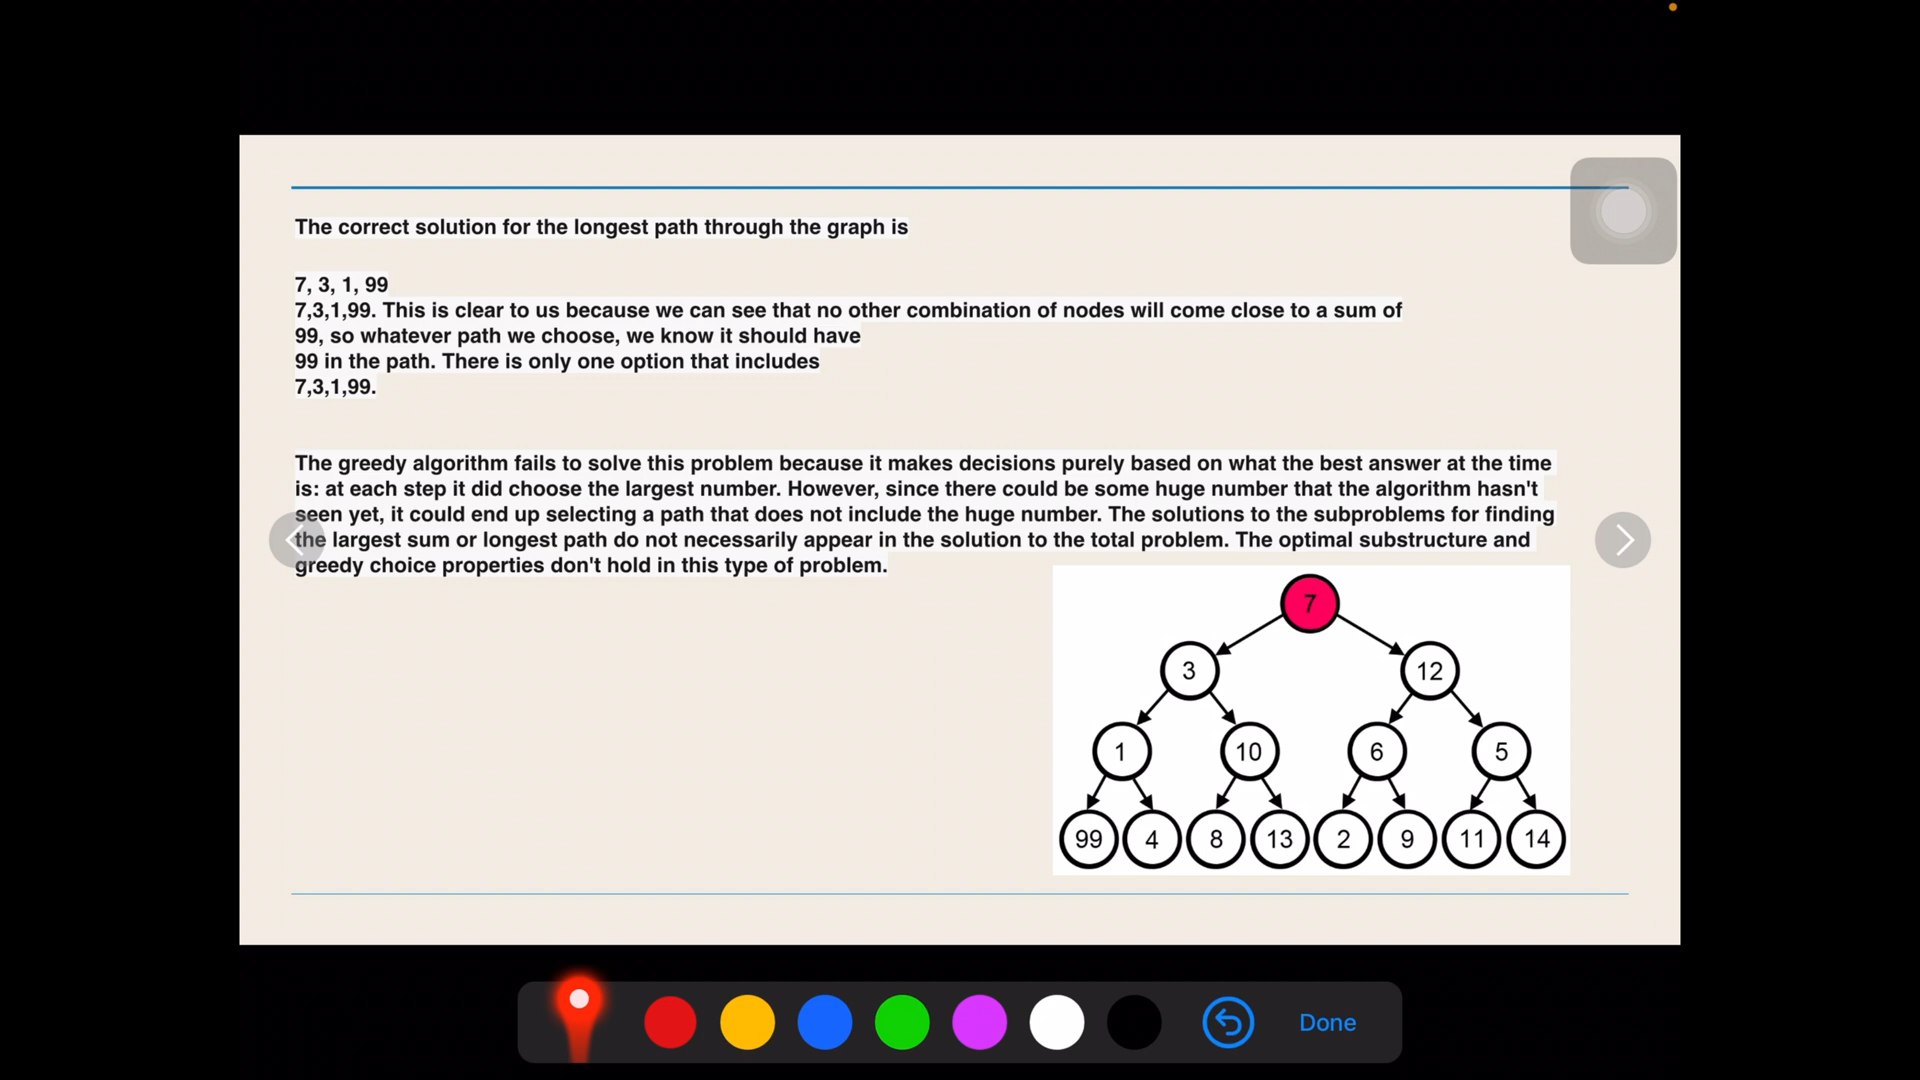 The correct solution for the longest path through the graph is
7, 3, 1, 99
7,3,1,99. This is clear to us because we can see that no other combination of nodes will come close to a sum of
99, so whatever path we choose, we know it should have
99 in the path. There is only one option that includes
7,3,1,99.
The greedy algorithm fails to solve this problem because it makes decisions purely based on what the best answer at the time
is: at each step it did choose the largest number. However, since there could be some huge number that the algorithm hasn't
seen yet, it could end up selecting a path that does not include the huge number. The solutions to the subproblems for finding
the largest sum or longest path do not necessarily appear in the solution to the total problem. The optimal substructure and
greedy choice properties don't hold in this type of problem.
7
3 12
1 10 6 5
99 4 8 13 2 9 11 14
Done